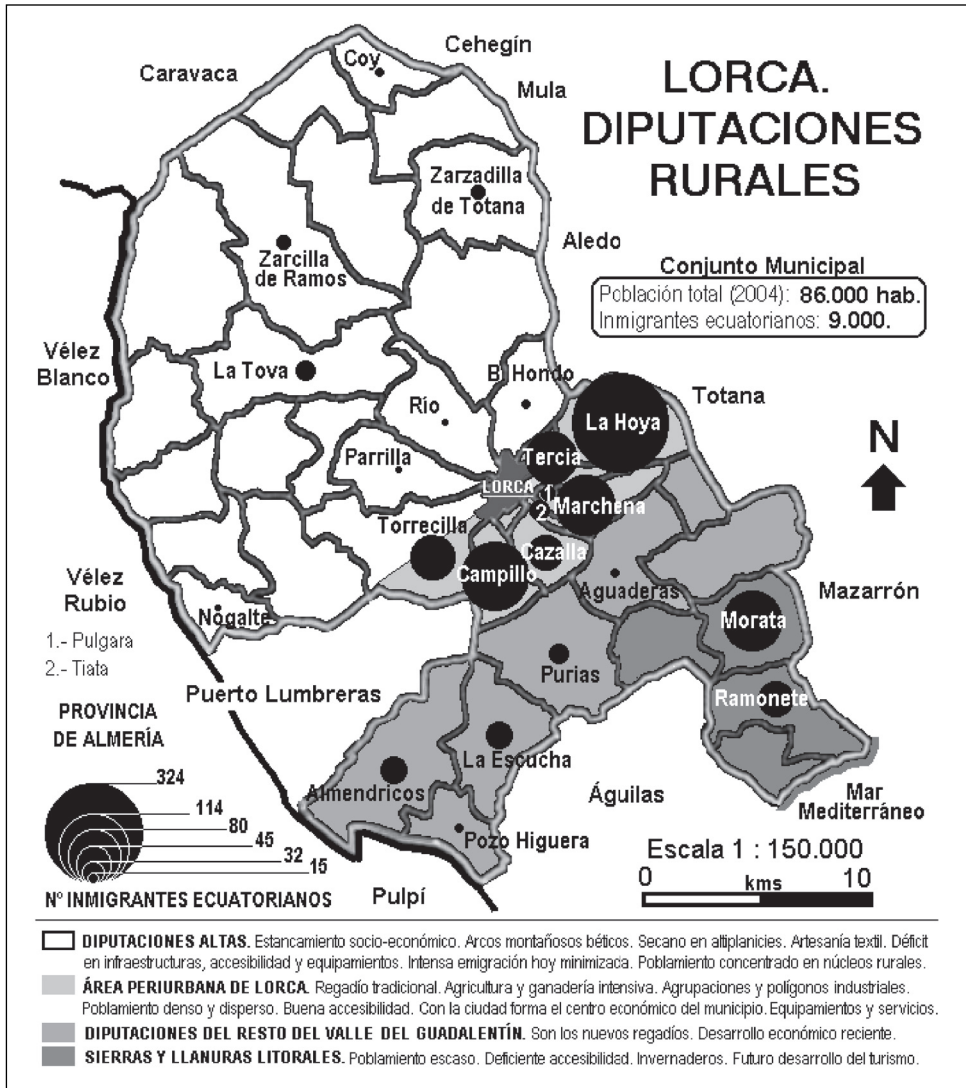 LORCA.
DIPUTACIONES
RURALES
Caravaca
Coy
Cehegín
Mula
Zarzadilla
de Totana
Zarcilla
de Ramos
Aledo
Conjunto Municipal
Población total (2004): 86.000 hab.
Inmigrantes ecuatorianos: 9.000.
Vélez
Blanco
La Tova
B. Hondo
Río
Totana
La Hoya
N
Parrilla
Tercia
LORCA
1
2
Marchena
Torrecilla
Cazalla
Campillo
Aguaderas
Vélez
Rubio
Nogalte
Mazarrón
Morata
1.- Pulgara
2.- Tiata
Purias
Puerto Lumbreras
Ramonete
PROVINCIA
DE ALMERÍA
La Escucha
Almendricos
Águilas
Mar
Mediterráneo
Pozo Higuera
Pulpí
324
114
80
45
32
15
Nº INMIGRANTES ECUATORIANOS
Escala 1 : 150.000
0 kms 10
DIPUTACIONES ALTAS. Estancamiento socio-económico. Arcos montañosos béticos. Secano en altiplanicies. Artesanía textil. Déficit
en infraestructuras, accesibilidad y equipamientos. Intensa emigración hoy minimizada. Poblamiento concentrado en núcleos rurales.
ÁREA PERIURBANA DE LORCA. Regadío tradicional. Agricultura y ganadería intensiva. Agrupaciones y polígonos industriales.
Poblamiento denso y disperso. Buena accesibilidad. Con la ciudad forma el centro económico del municipio. Equipamientos y servicios.
DIPUTACIONES DEL RESTO DEL VALLE DEL GUADALENTÍN. Son los nuevos regadíos. Desarrollo económico reciente.
SIERRAS Y LLANURAS LITORALES. Poblamiento escaso. Deficiente accesibilidad. Invernaderos. Futuro desarrollo del turismo.